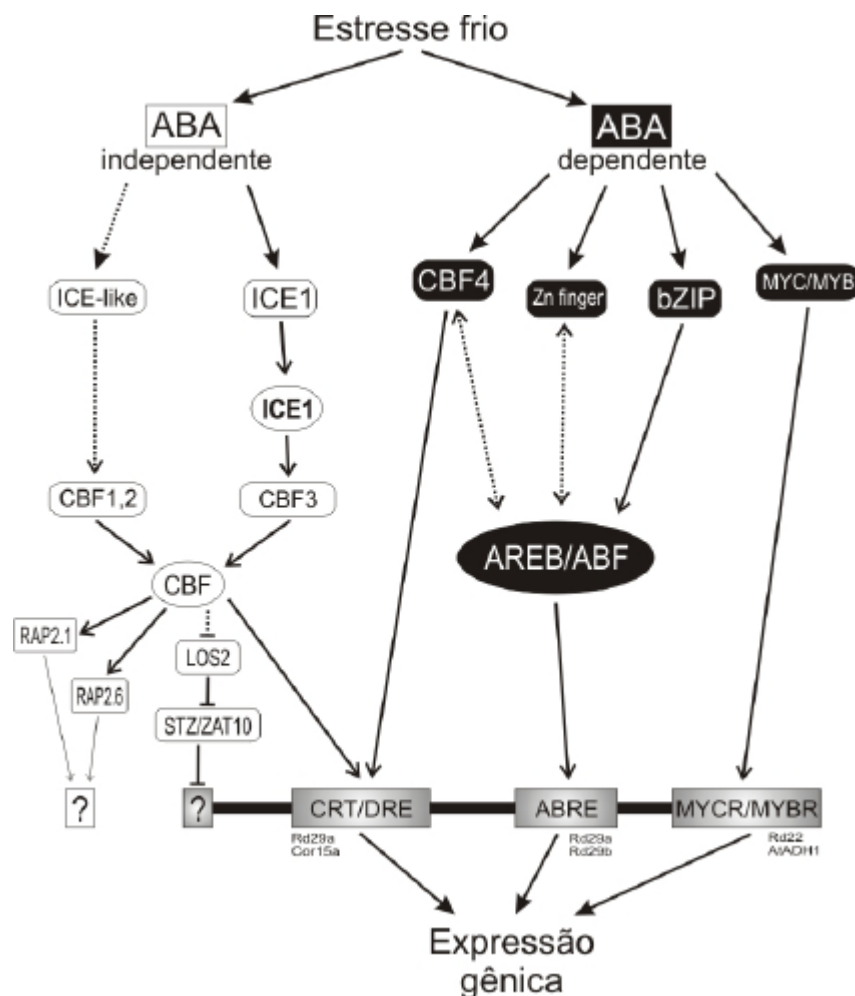 Estresse frio
ABA
independente
ABA
dependente
ICE-like
ICE1
CBF4
Zn finger
bZIP
MYC/MYB
ICE1
CBF1,2
CBF3
AREB/ABF
CBF
RAP2.1
LOS2
RAP2.6
STZ/ZAT10
?
?
CRT/DRE
ABRE
MYCR/MYBR
Rd29a
Cor15a
Rd29a
Rd29b
Rd22
AtADH1
Expressão
gênica